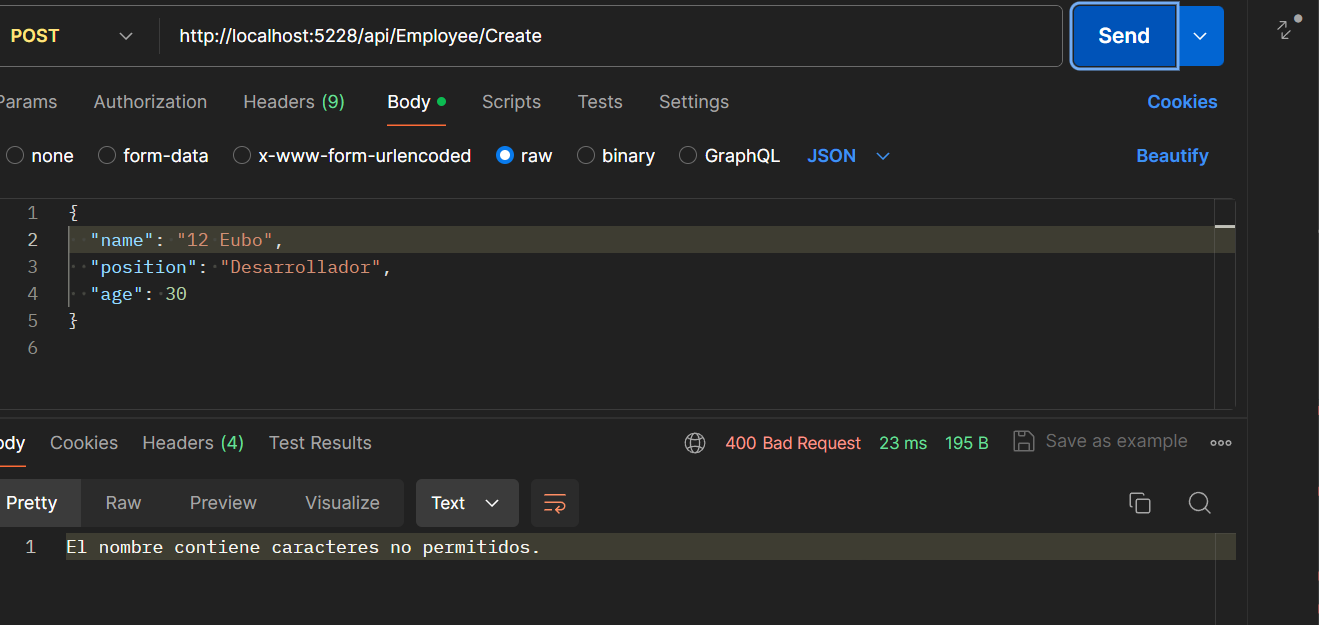 POST http://localhost:5228/api/Employee/Create Send
Params Authorization Headers (9) Body Scripts Tests Settings Cookies
none form-data x-www-form-urlencoded raw binary GraphQL JSON Beautify
1 {
2 "name": "12 Eubo",
3 "position": "Desarrollador",
4 "age": 30
5 }
6
Body Cookies Headers (4) Test Results 400 Bad Request 23 ms 195 B Save as example
Pretty Raw Preview Visualize Text
1 El nombre contiene caracteres no permitidos.